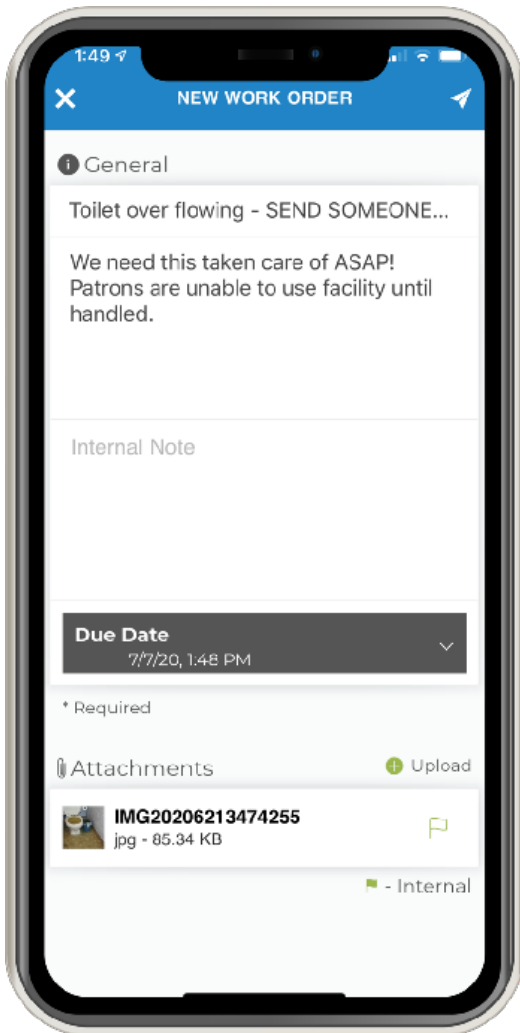 1:49
NEW WORK ORDER
General
Toilet over flowing - SEND SOMEONE...
We need this taken care of ASAP!
Patrons are unable to use facility until
handled.
Internal Note
Due Date
7/7/20, 1:48 PM
* Required
Attachments
Upload
IMG20206213474255
jpg - 85.34 KB
- Internal